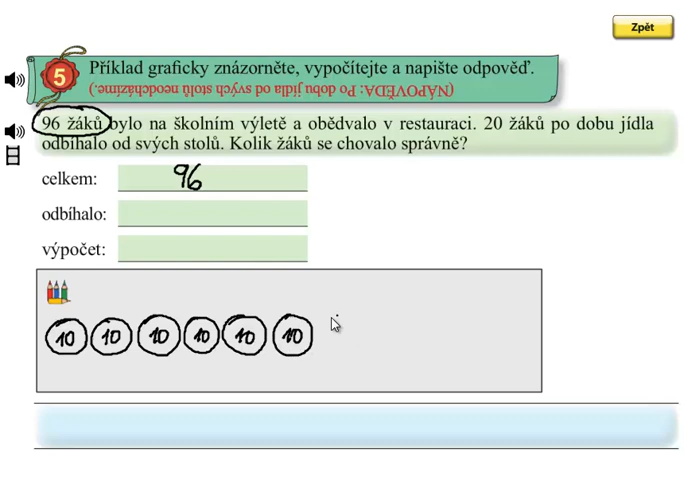 Zpět
5 Příklad graficky znázorněte, vypočítejte a napište odpověď.
(NÁPOVĚDA: Po dobu jídla od svých stolů neodcházíme.)
96 žáků bylo na školním výletě a obědvalo v restauraci. 20 žáků po dobu jídla
odbíhalo od svých stolů. Kolik žáků se chovalo správně?
celkem: 96
odbíhalo:
výpočet:
10 10 10 10 10 10